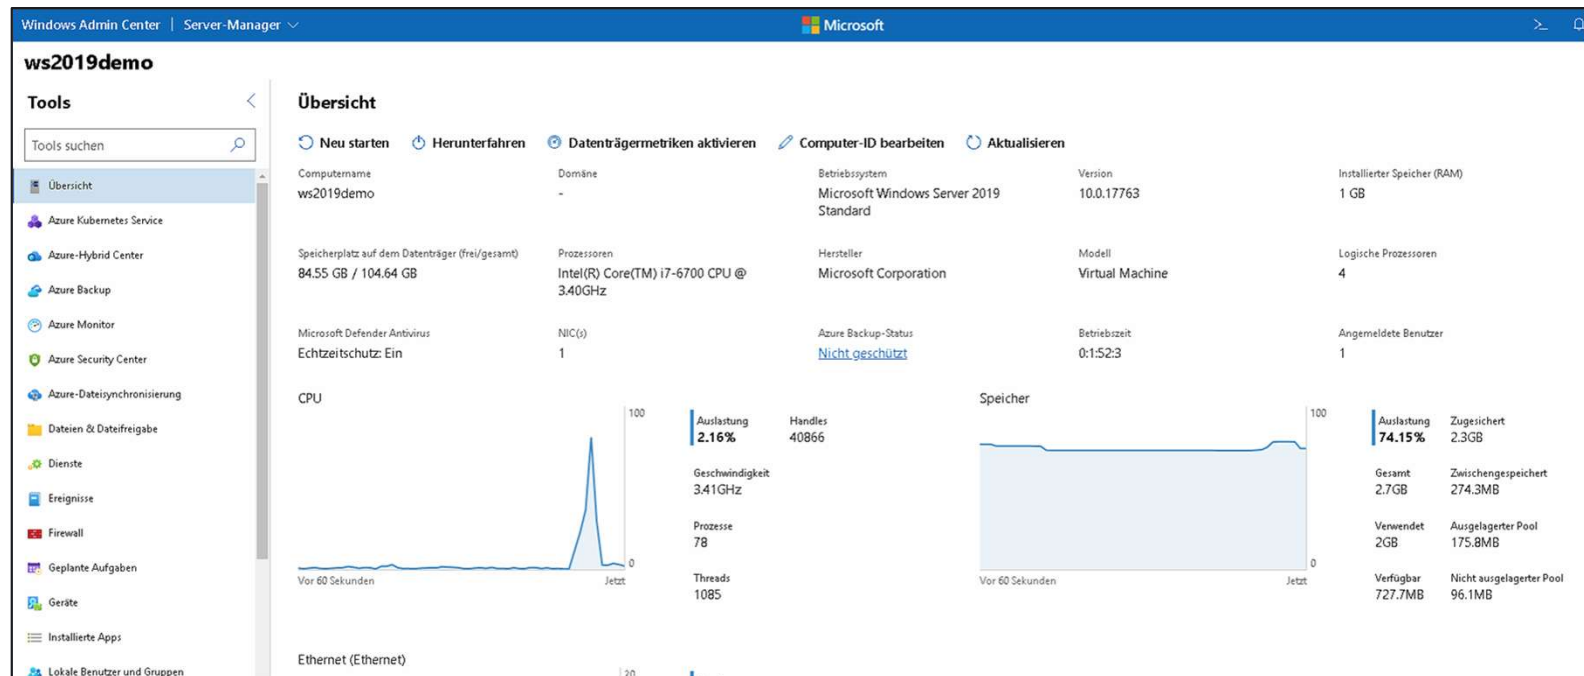 Windows Admin Center | Server-Manager
Microsoft
ws2019demo
Tools
Tools suchen
Übersicht
Azure Kubernetes Service
Azure-Hybrid Center
Azure Backup
Azure Monitor
Azure Security Center
Azure-Dateisynchronisierung
Dateien & Dateifreigabe
Dienste
Ereignisse
Firewall
Geplante Aufgaben
Geräte
Installierte Apps
Lokale Benutzer und Gruppen
Übersicht
Neu starten Herunterfahren Datenträgermetriken aktivieren Computer-ID bearbeiten Aktualisieren
Computername Domäne Betriebssystem Version Installierter Speicher (RAM)
ws2019demo - Microsoft Windows Server 2019 10.0.17763 1 GB
Standard
Speicherplatz auf dem Datenträger (frei/gesamt) Prozessoren Hersteller Modell Logische Prozessoren
84.55 GB / 104.64 GB Intel(R) Core(TM) i7-6700 CPU @ Microsoft Corporation Virtual Machine 4
3.40GHz
Microsoft Defender Antivirus NIC(s) Azure Backup-Status Betriebszeit Angemeldete Benutzer
Echtzeitschutz: Ein 1 Nicht geschützt 0:1:52:3 1
CPU
100
0
Vor 60 Sekunden Jetzt
Auslastung Handles
2.16% 40866
Geschwindigkeit
3.41GHz
Prozesse
78
Threads
1085
Speicher
100
0
Vor 60 Sekunden Jetzt
Auslastung Zugesichert
74.15% 2.3GB
Gesamt Zwischengespeichert
2.7GB 274.3MB
Verwendet Ausgelagerter Pool
2GB 175.8MB
Verfügbar Nicht ausgelagerter Pool
727.7MB 96.1MB
Ethernet (Ethernet)
20